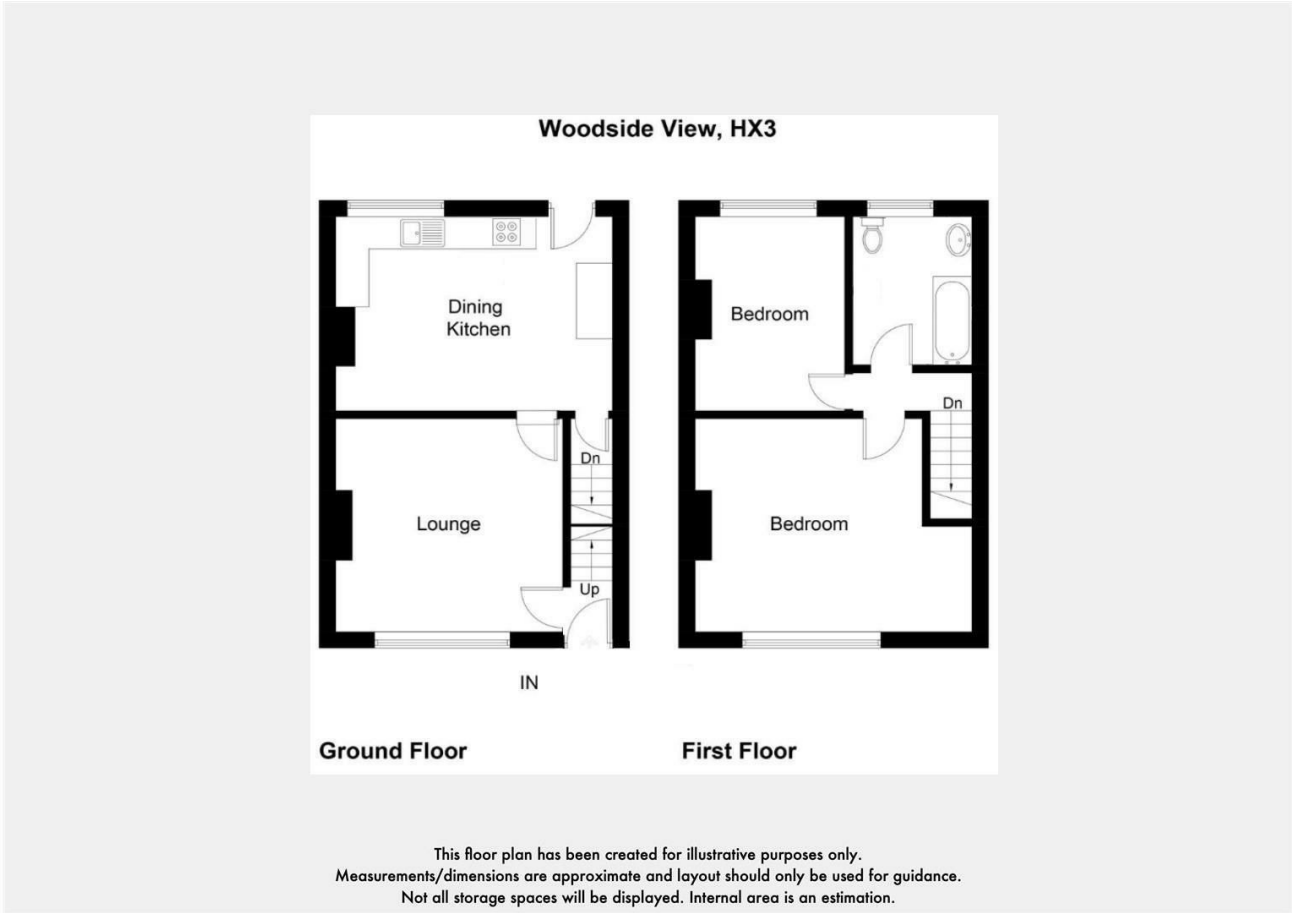 Woodside View, HX3
Dining
Kitchen
Lounge
Dn
Up
IN
Bedroom
Dn
Bedroom
Ground Floor
First Floor
This floor plan has been created for illustrative purposes only.
Measurements/dimensions are approximate and layout should only be used for guidance.
Not all storage spaces will be displayed. Internal area is an estimation.